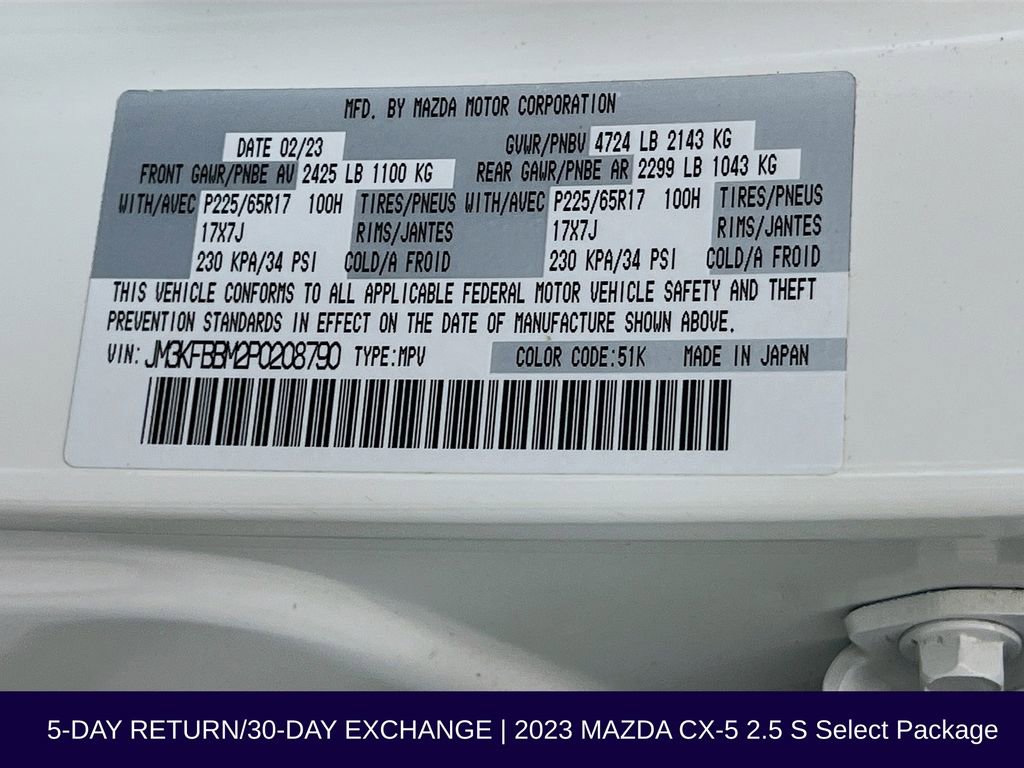 MFD. BY MAZDA MOTOR CORPORATION
DATE 02/23 GVWR/PNBV 4724 LB 2143 KG
FRONT GAWR/PNBE AV 2425 LB 1100 KG REAR GAWR/PNBE AR 2299 LB 1043 KG
WITH/AVEC P225/65R17 100H TIRES/PNEUS WITH/AVEC P225/65R17 100H TIRES/PNEUS
17X7J RIMS/JANTES 17X7J RIMS/JANTES
230 KPA/34 PSI COLD/A FROID 230 KPA/34 PSI COLD/A FROID
THIS VEHICLE CONFORMS TO ALL APPLICABLE FEDERAL MOTOR VEHICLE SAFETY AND THEFT
PREVENTION STANDARDS IN EFFECT ON THE DATE OF MANUFACTURE SHOWN ABOVE.
VIN: JM3KFBBM2P0208790 TYPE:MPV COLOR CODE:51K MADE IN JAPAN
5-DAY RETURN/30-DAY EXCHANGE | 2023 MAZDA CX-5 2.5 S Select Package